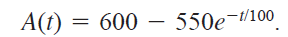 A(t) = 600 − 550e^{−t/100}.